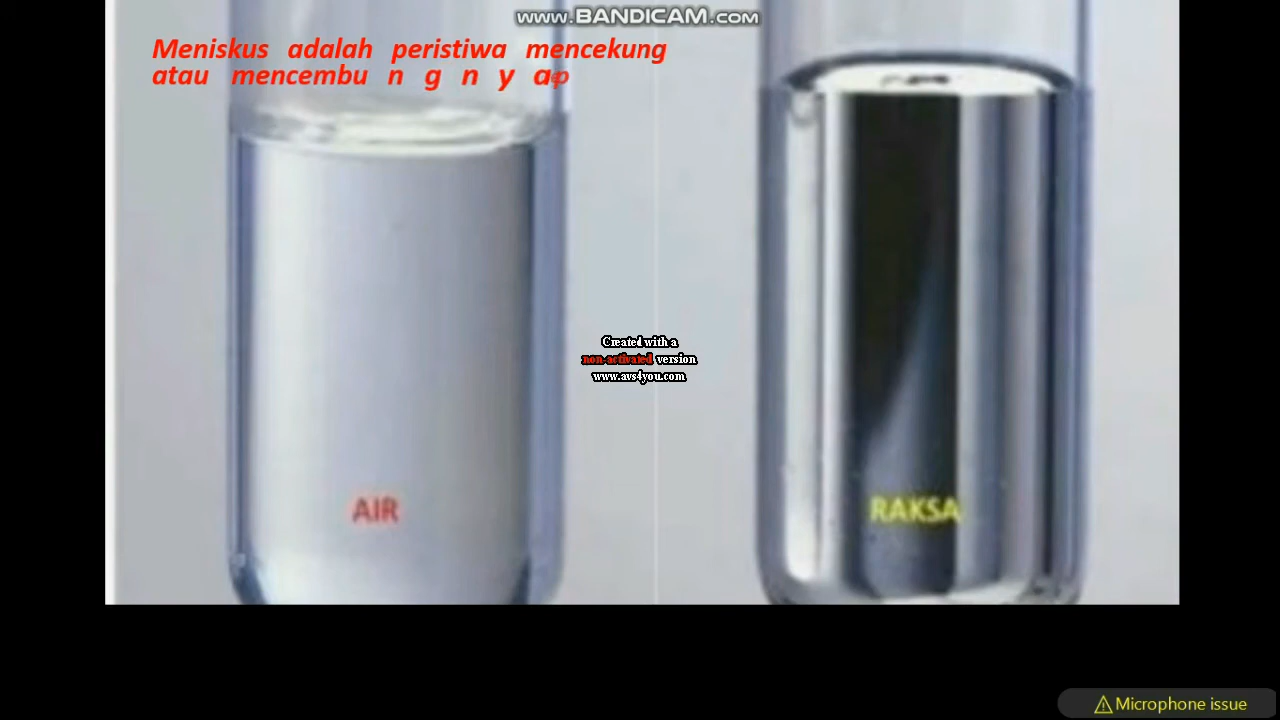 www.BANDICAM.com
Meniskus adalah peristiwa mencekung
atau mencembu n g n y a
Created with a
non-activated version
www.avs4you.com
AIR
RAKSA
Microphone issue